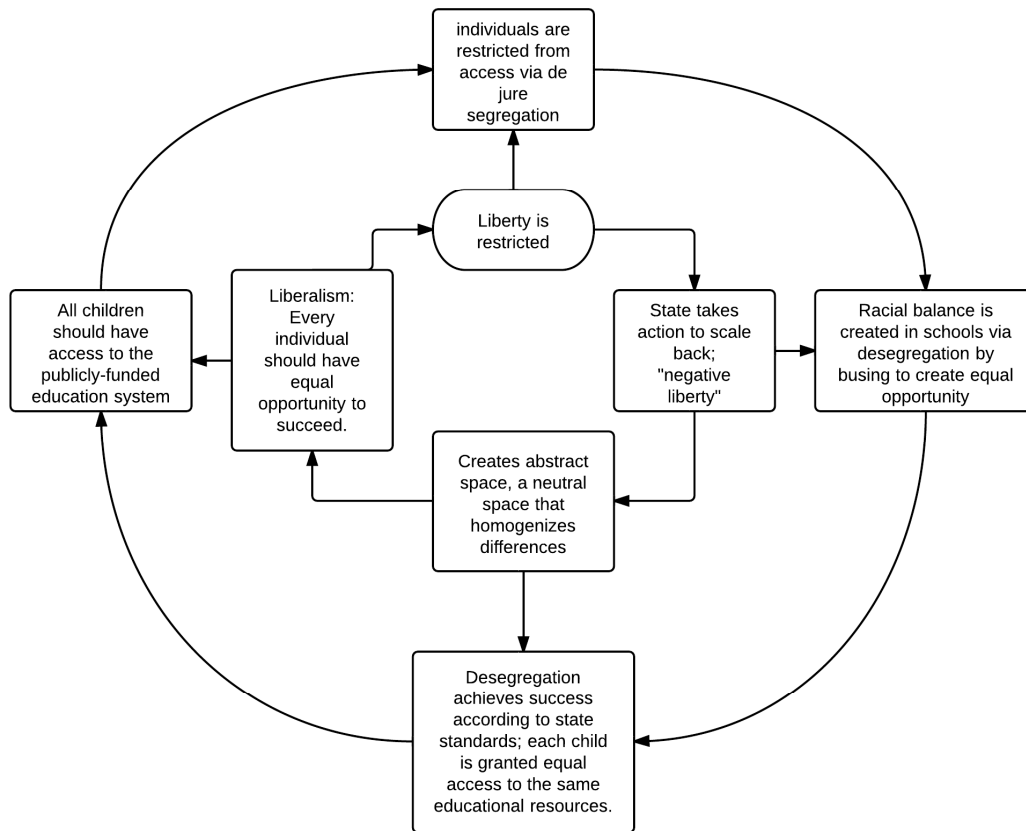 individuals are
restricted from
access via de
jure
segregation
Liberty is
restricted
All children
should have
access to the
publicly-funded
education system
Liberalism:
Every
individual
should have
equal
opportunity to
succeed.
State takes
action to scale
back;
"negative
liberty"
Racial balance is
created in schools via
desegregation by
busing to create equal
opportunity
Creates abstract
space, a neutral
space that
homogenizes
differences
Desegregation
achieves success
according to state
standards; each child
is granted equal
access to the same
educational resources.